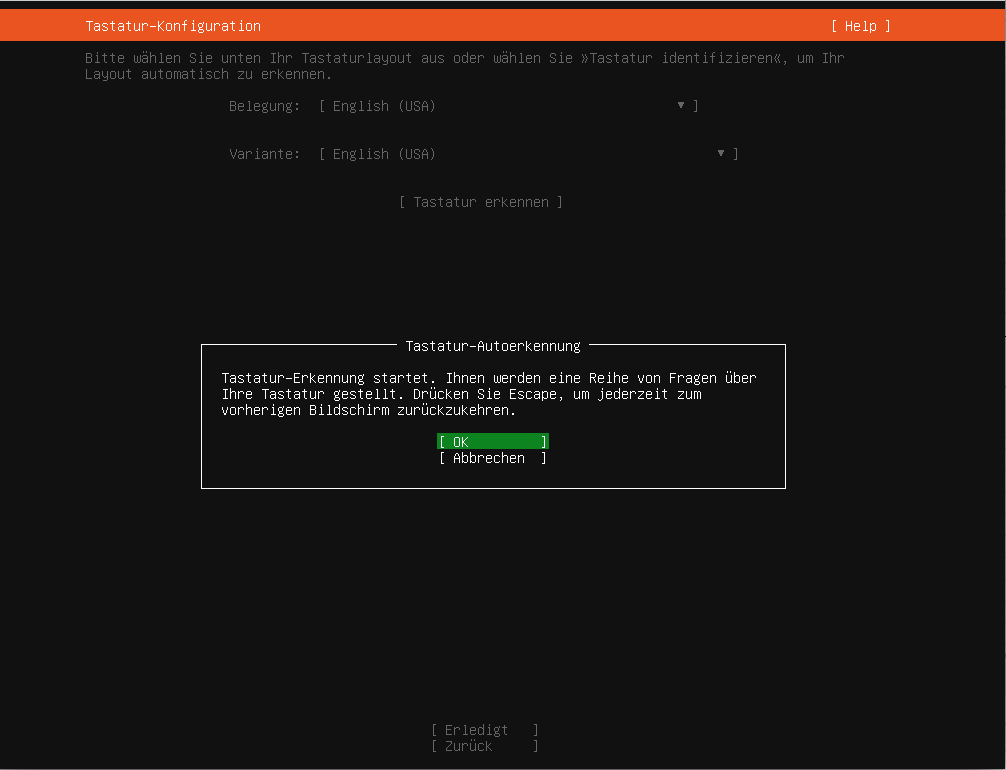 Tastatur-Konfiguration [ Help ]
Bitte wählen Sie unten Ihr Tastaturlayout aus oder wählen Sie »Tastatur identifizieren«, um Ihr
Layout automatisch zu erkennen.
Belegung: [ English (USA) ▼ ]
Variante: [ English (USA) ▼ ]
[ Tastatur erkennen ]
Tastatur-Autoerkennung
Tastatur-Erkennung startet. Ihnen werden eine Reihe von Fragen über
Ihre Tastatur gestellt. Drücken Sie Escape, um jederzeit zum
vorherigen Bildschirm zurückzukehren.
[ OK ]
[ Abbrechen ]
[ Erledigt ]
[ Zurück ]